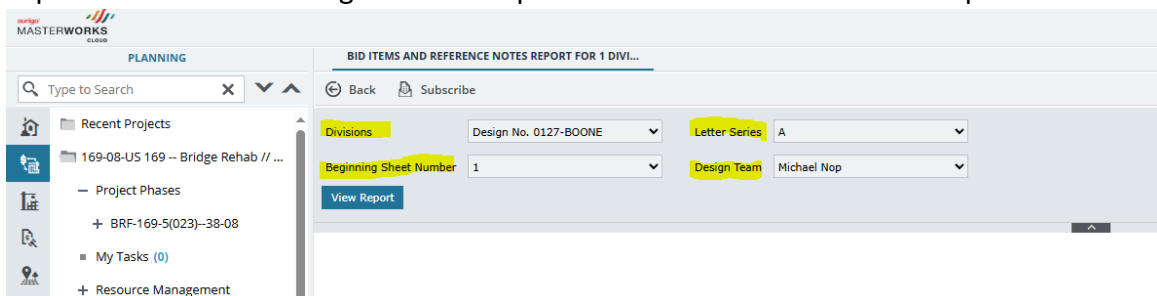 aurigo
MASTERWORKS
CLOUD
PLANNING
BID ITEMS AND REFERENCE NOTES REPORT FOR 1 DIVI...
Type to Search
Back Subscribe
Recent Projects
Divisions Design No. 0127-BOONE Letter Series A
169-08-US 169 -- Bridge Rehab // ...
Beginning Sheet Number 1 Design Team Michael Nop
Project Phases
View Report
BRF-169-5(023)--38-08
My Tasks (0)
Resource Management